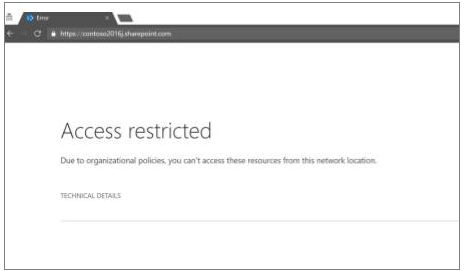 Error
https://contoso2016j.sharepoint.com
Access restricted
Due to organizational policies, you can't access these resources from this network location.
TECHNICAL DETAILS